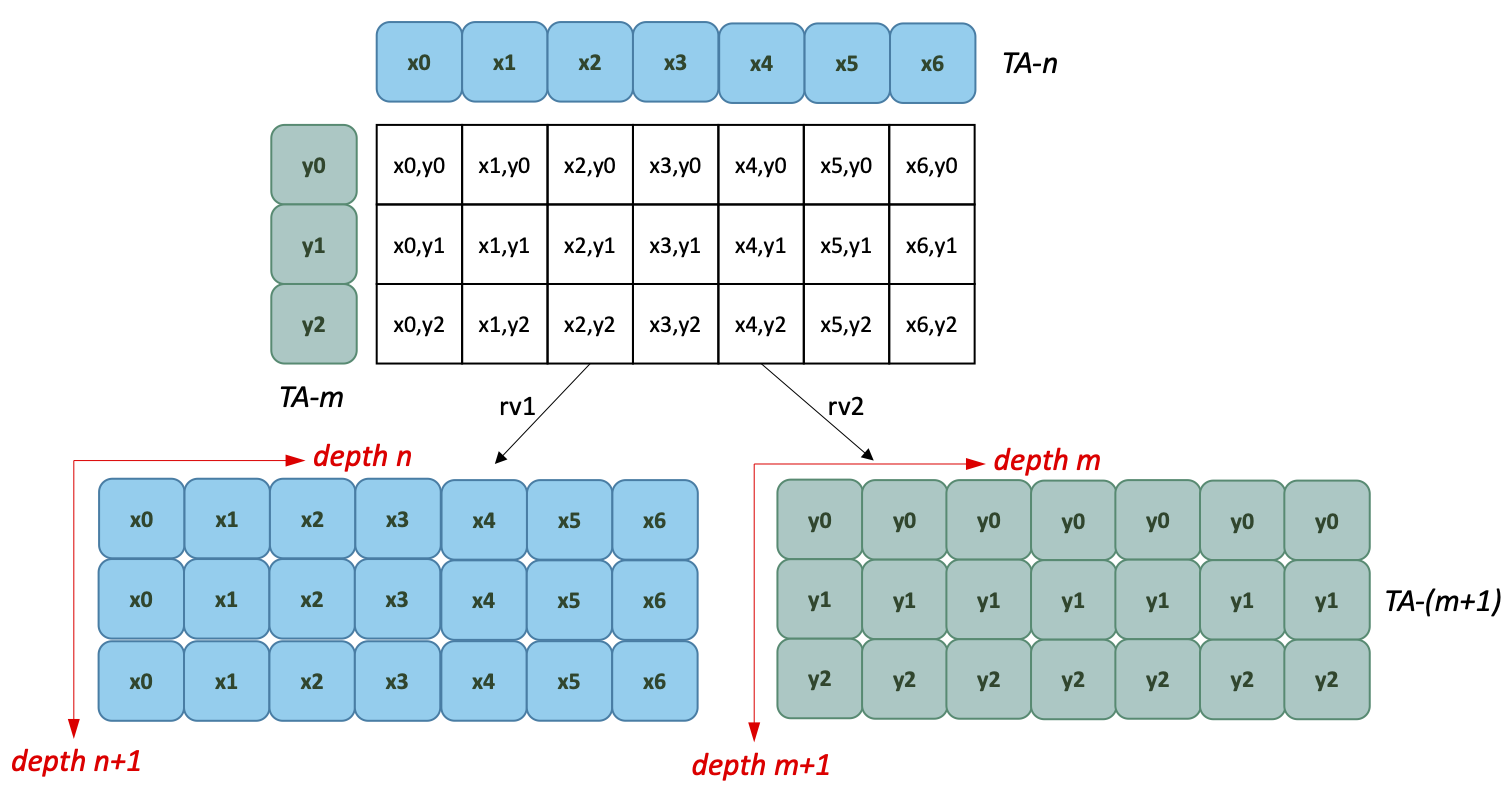 x0 x1 x2 x3 x4 x5 x6 TA-n
y0 x0,y0 x1,y0 x2,y0 x3,y0 x4,y0 x5,y0 x6,y0
y1 x0,y1 x1,y1 x2,y1 x3,y1 x4,y1 x5,y1 x6,y1
y2 x0,y2 x1,y2 x2,y2 x3,y2 x4,y2 x5,y2 x6,y2
TA-m
rv1 rv2
depth n
x0 x1 x2 x3 x4 x5 x6
x0 x1 x2 x3 x4 x5 x6
x0 x1 x2 x3 x4 x5 x6
depth n+1
depth m
y0 y0 y0 y0 y0 y0 y0
y1 y1 y1 y1 y1 y1 y1 TA-(m+1)
y2 y2 y2 y2 y2 y2 y2
depth m+1